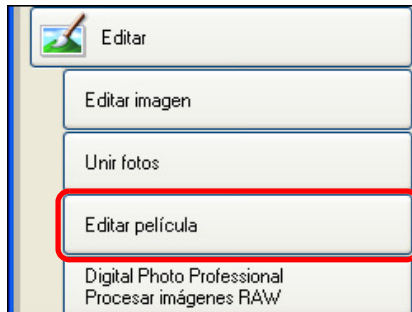 Editar
Editar imagen
Unir fotos
Editar película
Digital Photo Professional
Procesar imágenes RAW